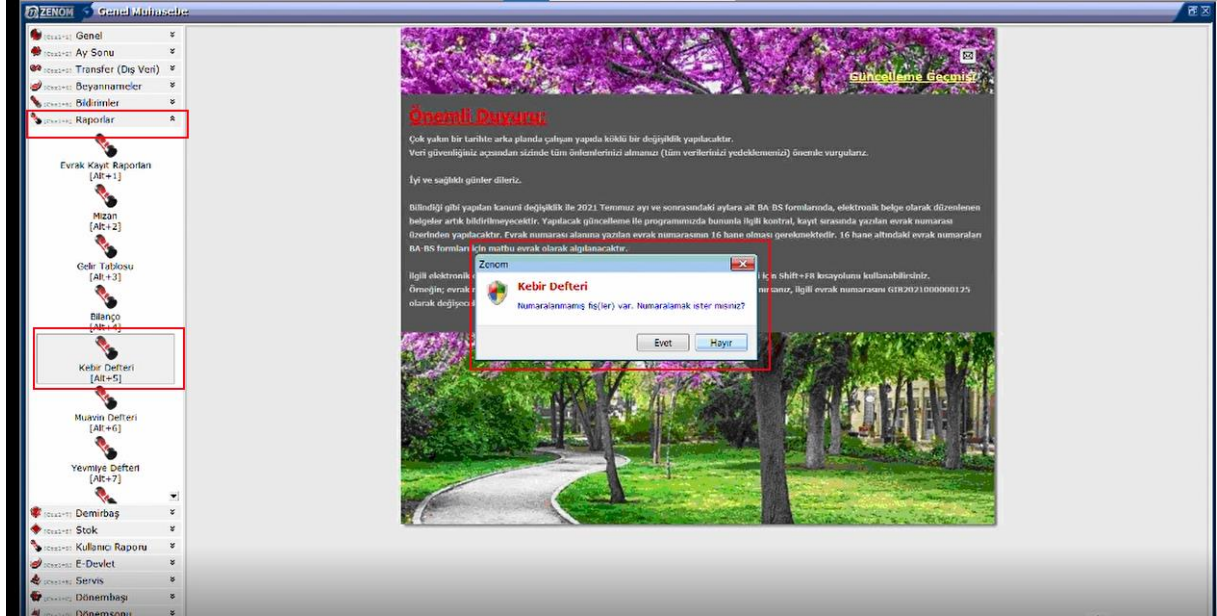 ZENOM Genel Muhasebe
Genel
Ay Sonu
Transfer (Dış Veri)
Beyannameler
Bildirimler
Raporlar
Evrak Kayıt Raporları
[Alt+1]
Mizan
[Alt+2]
Gelir Tablosu
[Alt+3]
Bilanço
[Alt+4]
Kebir Defteri
[Alt+5]
Muavin Defteri
[Alt+6]
Yevmiye Defteri
[Alt+7]
Demirbaş
Stok
Kullanıcı Raporu
E-Devlet
Servis
Dönembaşı
Dönemsonu
Güncelleme Geçmişi
Önemli Duyuru:
Çok yakın bir tarihte arka planda çalışan yapıda köklü bir değişiklik yapılacaktır.
Veri güvenliğiniz açısından sizinde tüm önlemlerinizi almanızı (tüm verilerinizi yedeklemenizi) önemle vurgularız.
İyi ve sağlıklı günler dileriz.
Bilindiği gibi yapılan kanuni değişiklik ile 2021 Temmuz ayı ve sonrasındaki aylara ait BA BS formlarında, elektronik belge olarak düzenlenen
belgeler artık bildirilmeyecektir. Yapılacak güncelleme ile programımızda bununla ilgili kontral, kayıt sırasında yazılan evrak numarası
üzerinden yapılacaktır. Evrak numarası alanına yazılan evrak numarasının 16 hane olması gerekmektedir. 16 hane altındaki evrak numaraları
BA-BS formları için matbu evrak olarak algılanacaktır.
İlgili elektronik için Shift+F8 kısayolunu kullanabilirsiniz.
Örneğin; evrak ilgili evrak numarasını GIB2021000000125
olarak değişec
Zenom
Kebir Defteri
Numaralanmamış fiş(ler) var. Numaralamak ister misiniz?
Evet Hayır